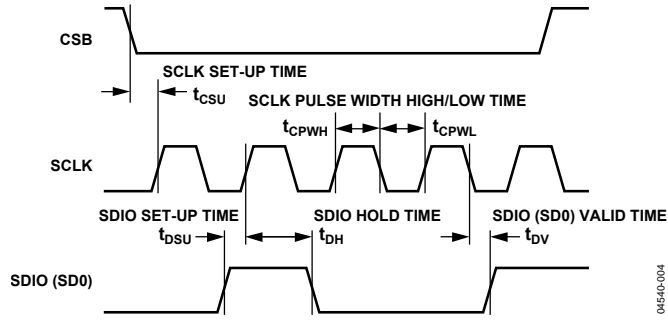 CSB
SCLK SET-UP TIME
tCSU
SCLK PULSE WIDTH HIGH/LOW TIME
tCPWH
tCPWL
SCLK
SDIO SET-UP TIME
SDIO HOLD TIME
SDIO (SD0) VALID TIME
tDSU
tDH
tDV
SDIO (SD0)
04540-004